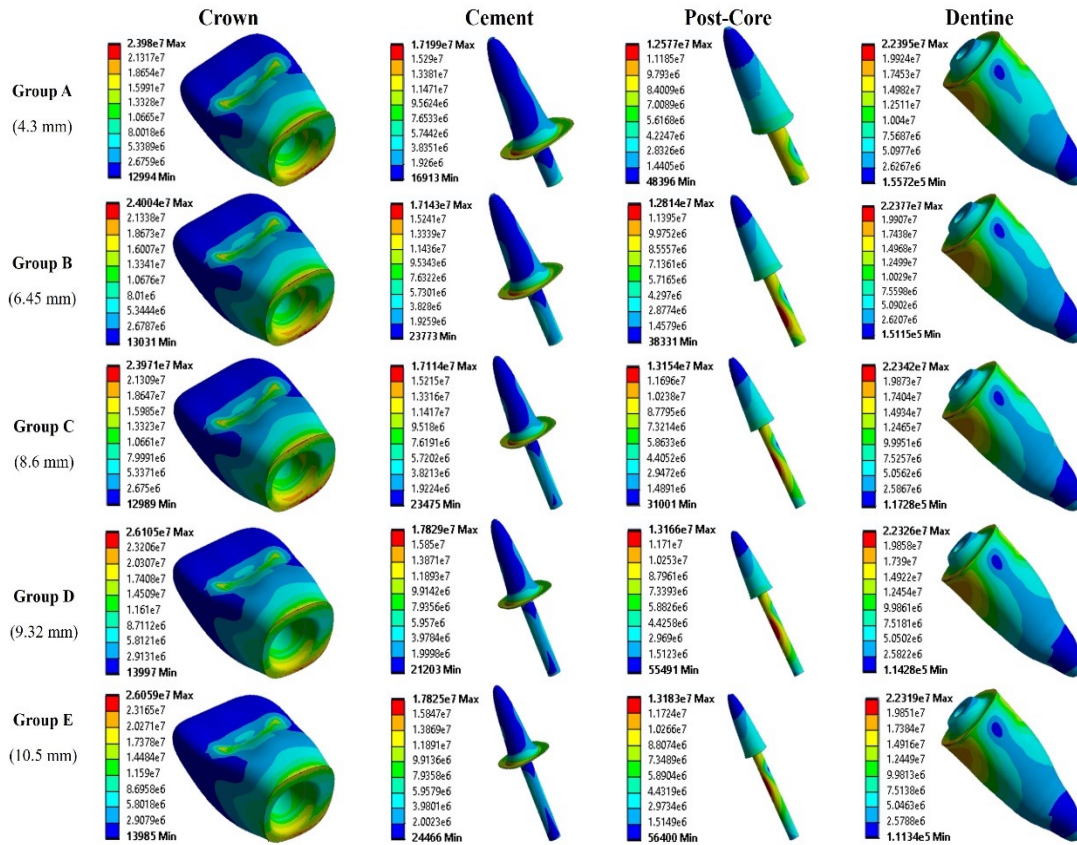 Crown Cement Post-Core Dentine
Group A
(4.3 mm)
2.398e7 Max
2.1317e7
1.8654e7
1.5991e7
1.3328e7
1.0665e7
8.0018e6
5.3389e6
2.6759e6
12994 Min
1.7199e7 Max
1.529e7
1.3381e7
1.1471e7
9.5624e6
7.6533e6
5.7442e6
3.8351e6
1.926e6
16913 Min
1.2577e7 Max
1.1185e7
9.793e6
8.4009e6
7.0089e6
5.6168e6
4.2247e6
2.8326e6
1.4405e6
48396 Min
2.2395e7 Max
1.9924e7
1.7453e7
1.4982e7
1.2511e7
1.004e7
7.5687e6
5.0977e6
2.6267e6
1.5572e5 Min
Group B
(6.45 mm)
2.4004e7 Max
2.1338e7
1.8673e7
1.6007e7
1.3341e7
1.0676e7
8.01e6
5.3444e6
2.6787e6
13031 Min
1.7143e7 Max
1.5241e7
1.3339e7
1.1436e7
9.5343e6
7.6322e6
5.7301e6
3.828e6
1.9259e6
23773 Min
1.2814e7 Max
1.1395e7
9.9752e6
8.5557e6
7.1361e6
5.7165e6
4.297e6
2.8774e6
1.4579e6
38331 Min
2.2377e7 Max
1.9907e7
1.7438e7
1.4968e7
1.2499e7
1.0029e7
7.5598e6
5.0902e6
2.6207e6
1.5115e5 Min
Group C
(8.6 mm)
2.3971e7 Max
2.1309e7
1.8647e7
1.5985e7
1.3323e7
1.0661e7
7.9991e6
5.3371e6
2.675e6
12989 Min
1.7114e7 Max
1.5215e7
1.3316e7
1.1417e7
9.518e6
7.6191e6
5.7202e6
3.8213e6
1.9224e6
23475 Min
1.3154e7 Max
1.1696e7
1.0238e7
8.7795e6
7.3214e6
5.8633e6
4.4052e6
2.9472e6
1.4891e6
31001 Min
2.2342e7 Max
1.9873e7
1.7404e7
1.4934e7
1.2465e7
9.9951e6
7.5257e6
5.0562e6
2.5867e6
1.1728e5 Min
Group D
(9.32 mm)
2.6105e7 Max
2.3206e7
2.0307e7
1.7408e7
1.4509e7
1.161e7
8.7112e6
5.8121e6
2.9131e6
13997 Min
1.7829e7 Max
1.585e7
1.3871e7
1.1893e7
9.9142e6
7.9356e6
5.957e6
3.9784e6
1.9998e6
21203 Min
1.3166e7 Max
1.171e7
1.0253e7
8.7961e6
7.3393e6
5.8826e6
4.4258e6
2.969e6
1.5123e6
55491 Min
2.2326e7 Max
1.9858e7
1.739e7
1.4922e7
1.2454e7
9.9861e6
7.5181e6
5.0502e6
2.5822e6
1.1428e5 Min
Group E
(10.5 mm)
2.6059e7 Max
2.3165e7
2.0271e7
1.7378e7
1.4484e7
1.159e7
8.6958e6
5.8018e6
2.9079e6
13985 Min
1.7825e7 Max
1.5847e7
1.3869e7
1.1891e7
9.9136e6
7.9358e6
5.9579e6
3.9801e6
2.0023e6
24466 Min
1.3183e7 Max
1.1724e7
1.0266e7
8.8074e6
7.3489e6
5.8904e6
4.4319e6
2.9734e6
1.5149e6
56400 Min
2.2319e7 Max
1.9851e7
1.7384e7
1.4916e7
1.2449e7
9.9813e6
7.5138e6
5.0463e6
2.5788e6
1.1134e5 Min